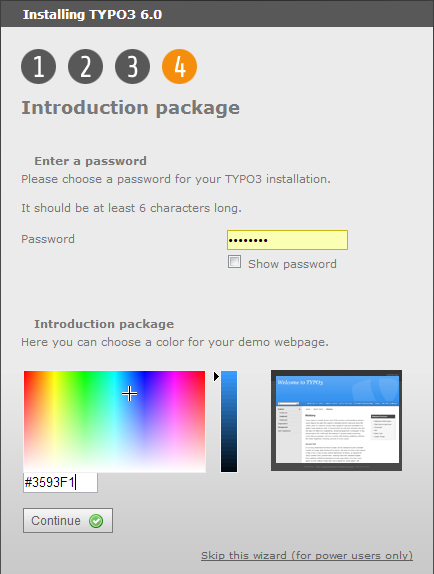 Installing TYPO3 6.0
1 2 3 4
Introduction package
Enter a password
Please choose a password for your TYPO3 installation.
It should be at least 6 characters long.
Password ••••••••
Show password
Introduction package
Here you can choose a color for your demo webpage.
Welcome to TYPO3
#3593F1
Continue
Skip this wizard (for power users only)